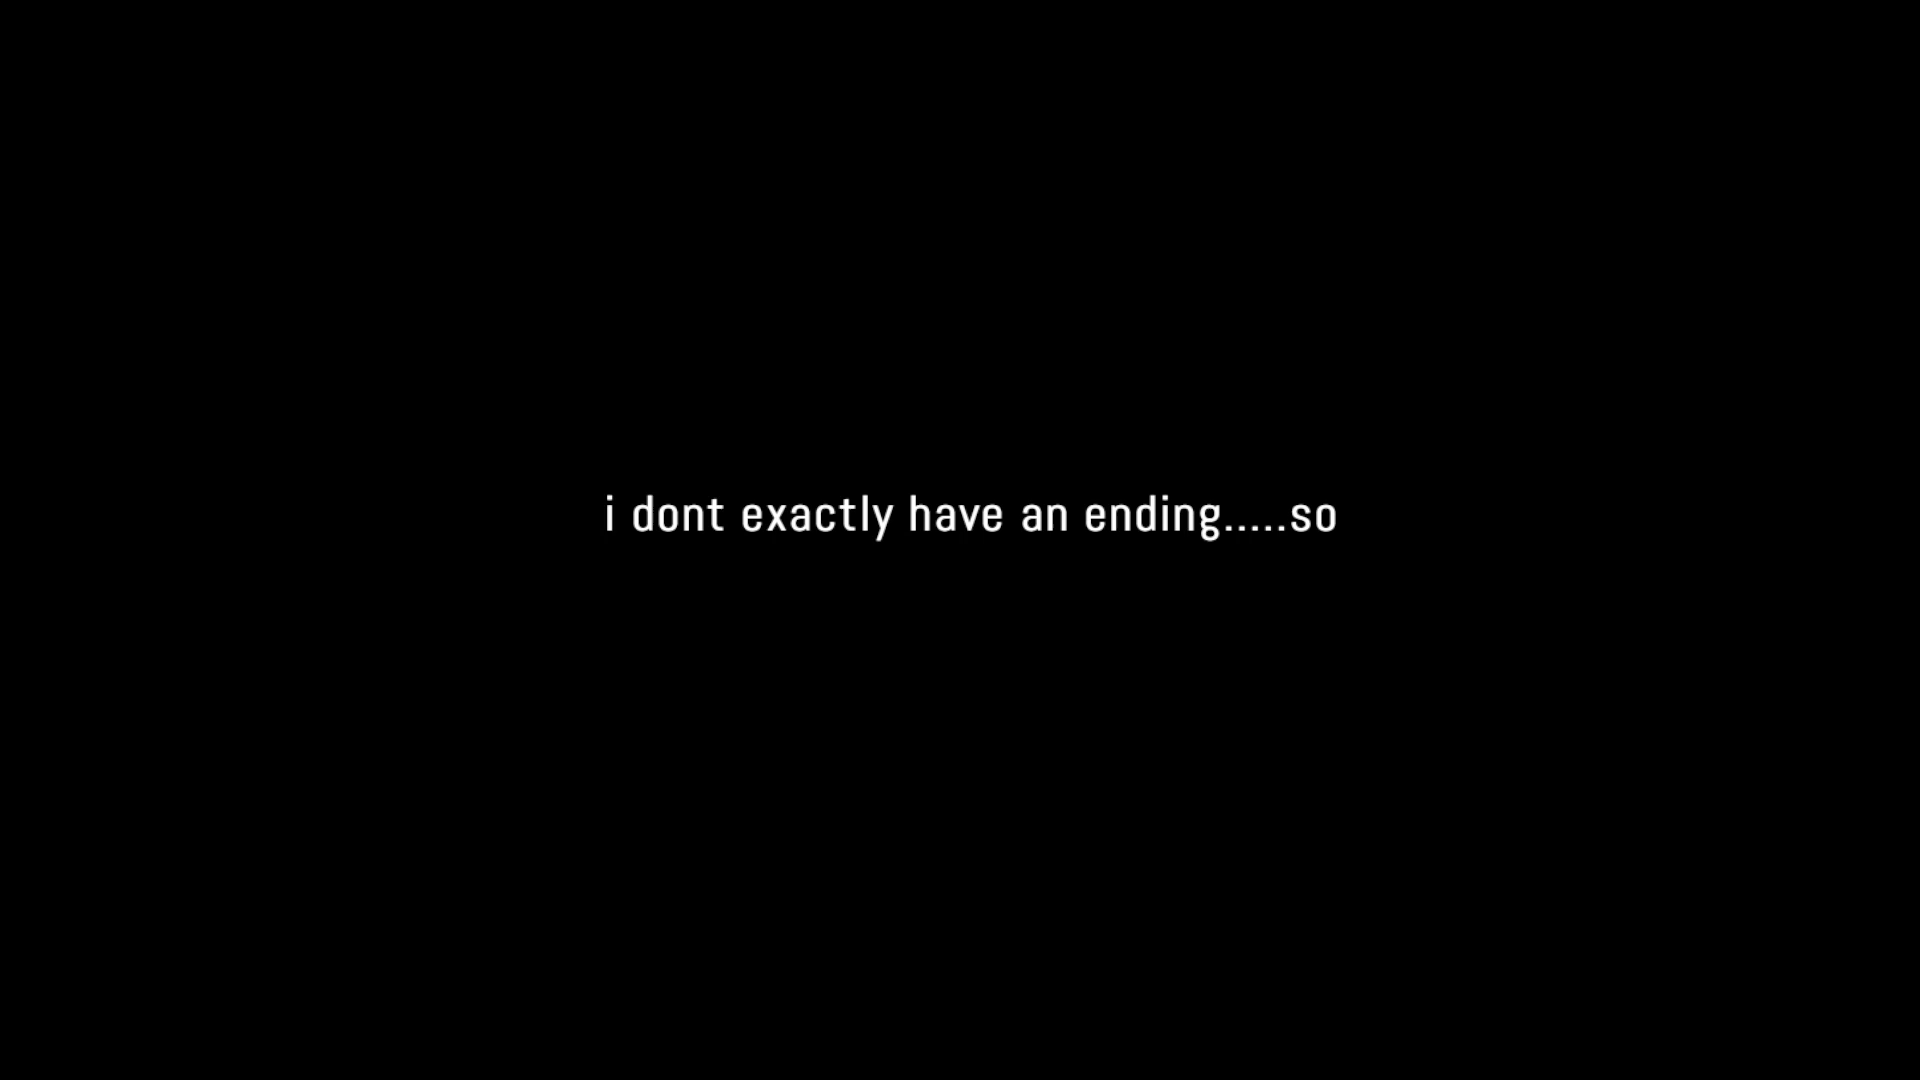 i dont exactly have an ending.....so